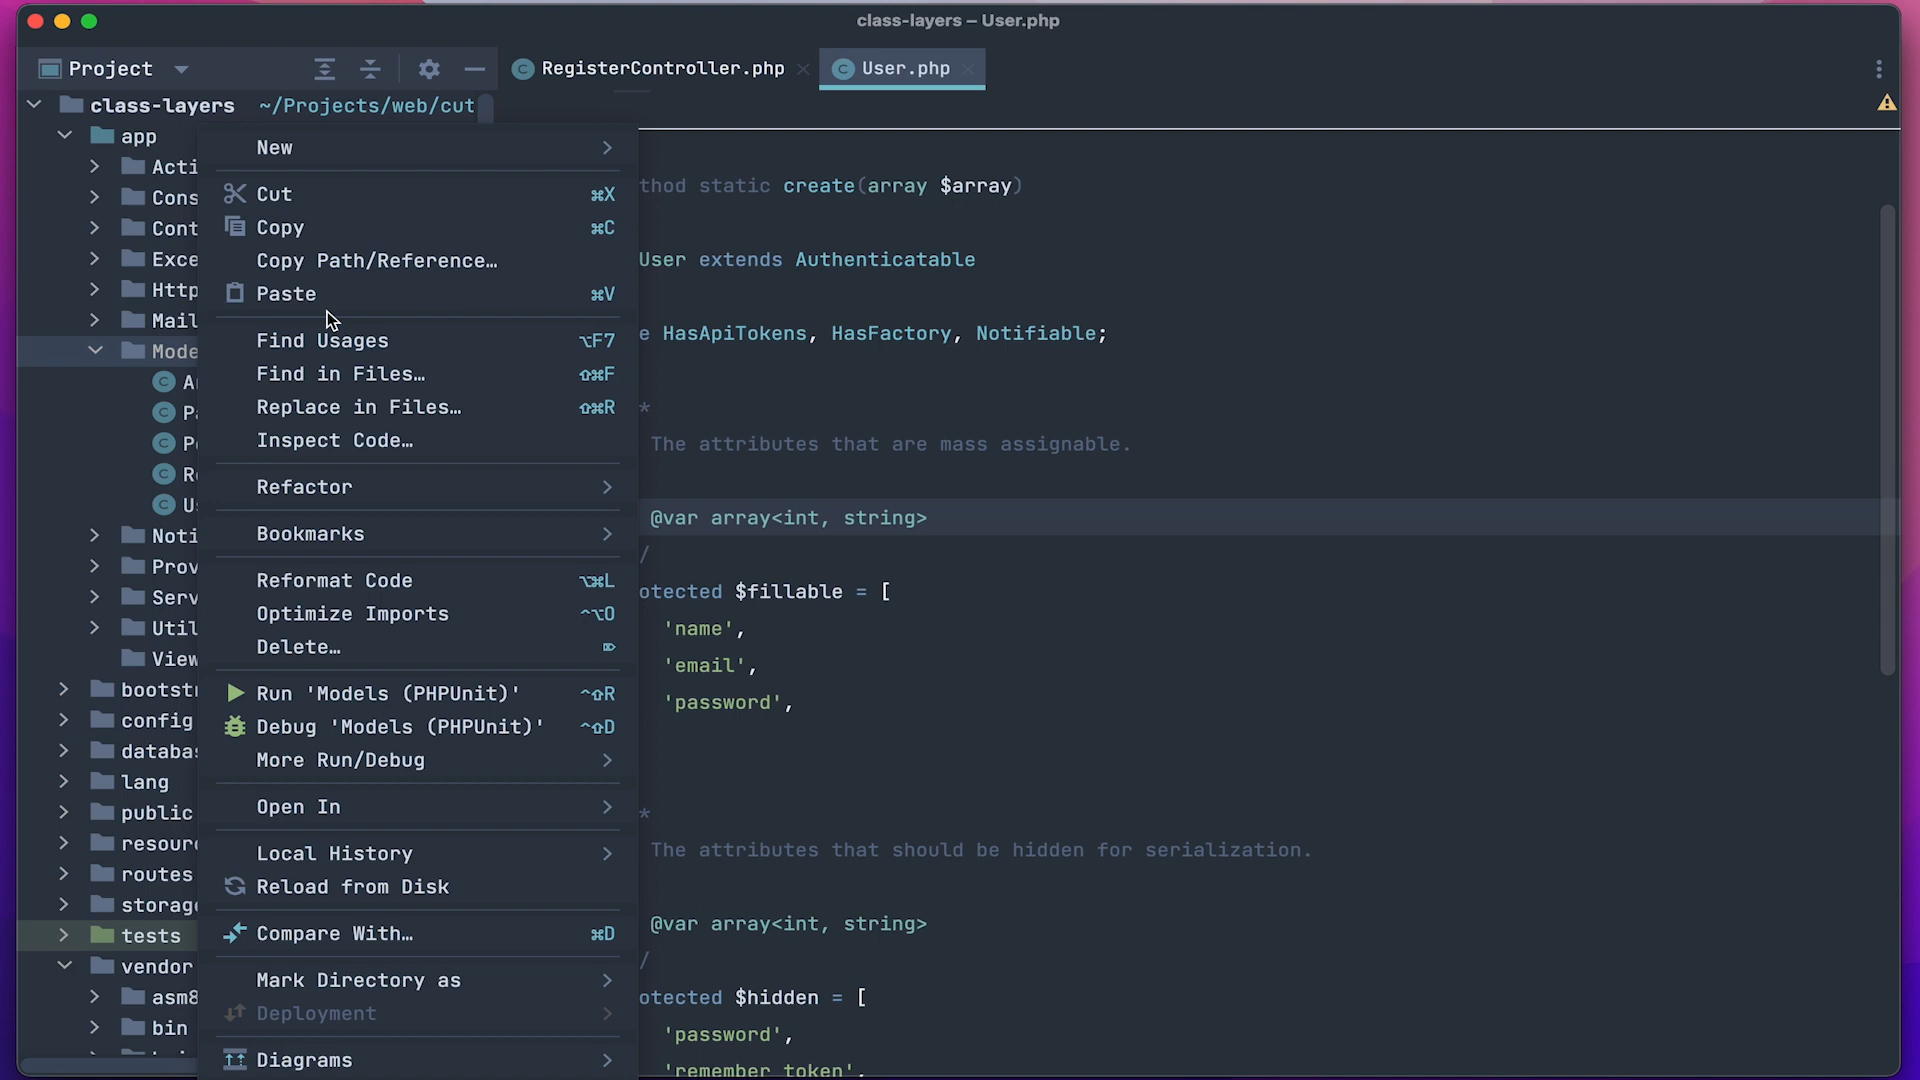 class-layers – User.php
Project
RegisterController.php
User.php
class-layers ~/Projects/web/cut
app
Acti
Cons
Cont
Exce
Http
Mail
Mode
Noti
Prov
Serv
Util
View
bootstr
config
databas
lang
public
resourc
routes
storage
tests
vendor
asm8
bin
New
Cut ⌘X
Copy ⌘C
Copy Path/Reference…
Paste ⌘V
Find Usages ⌥F7
Find in Files… ⇧⌘F
Replace in Files… ⇧⌘R
Inspect Code…
Refactor
Bookmarks
Reformat Code ⌥⌘L
Optimize Imports ^⌥O
Delete… ⌦
Run 'Models (PHPUnit)' ^⇧R
Debug 'Models (PHPUnit)' ^⇧D
More Run/Debug
Open In
Local History
Reload from Disk
Compare With… ⌘D
Mark Directory as
Deployment
Diagrams
thod static create(array $array)
User extends Authenticatable
e HasApiTokens, HasFactory, Notifiable;
*
The attributes that are mass assignable.
@var array<int, string>
/
otected $fillable = [
'name',
'email',
'password',
*
The attributes that should be hidden for serialization.
@var array<int, string>
/
otected $hidden = [
'password',
'remember_token',